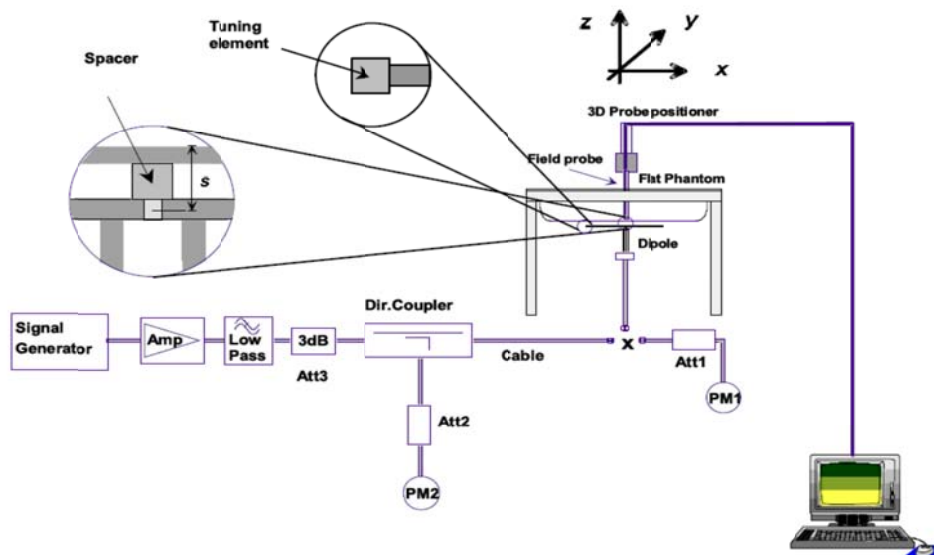 Tuning
element
Spacer
s
z
y
x
3D Probepositioner
Field probe
Flat Phantom
Dipole
Signal
Generator
Amp
Low
Pass
3dB
Att3
Dir.Coupler
Cable
x
Att1
PM1
Att2
PM2